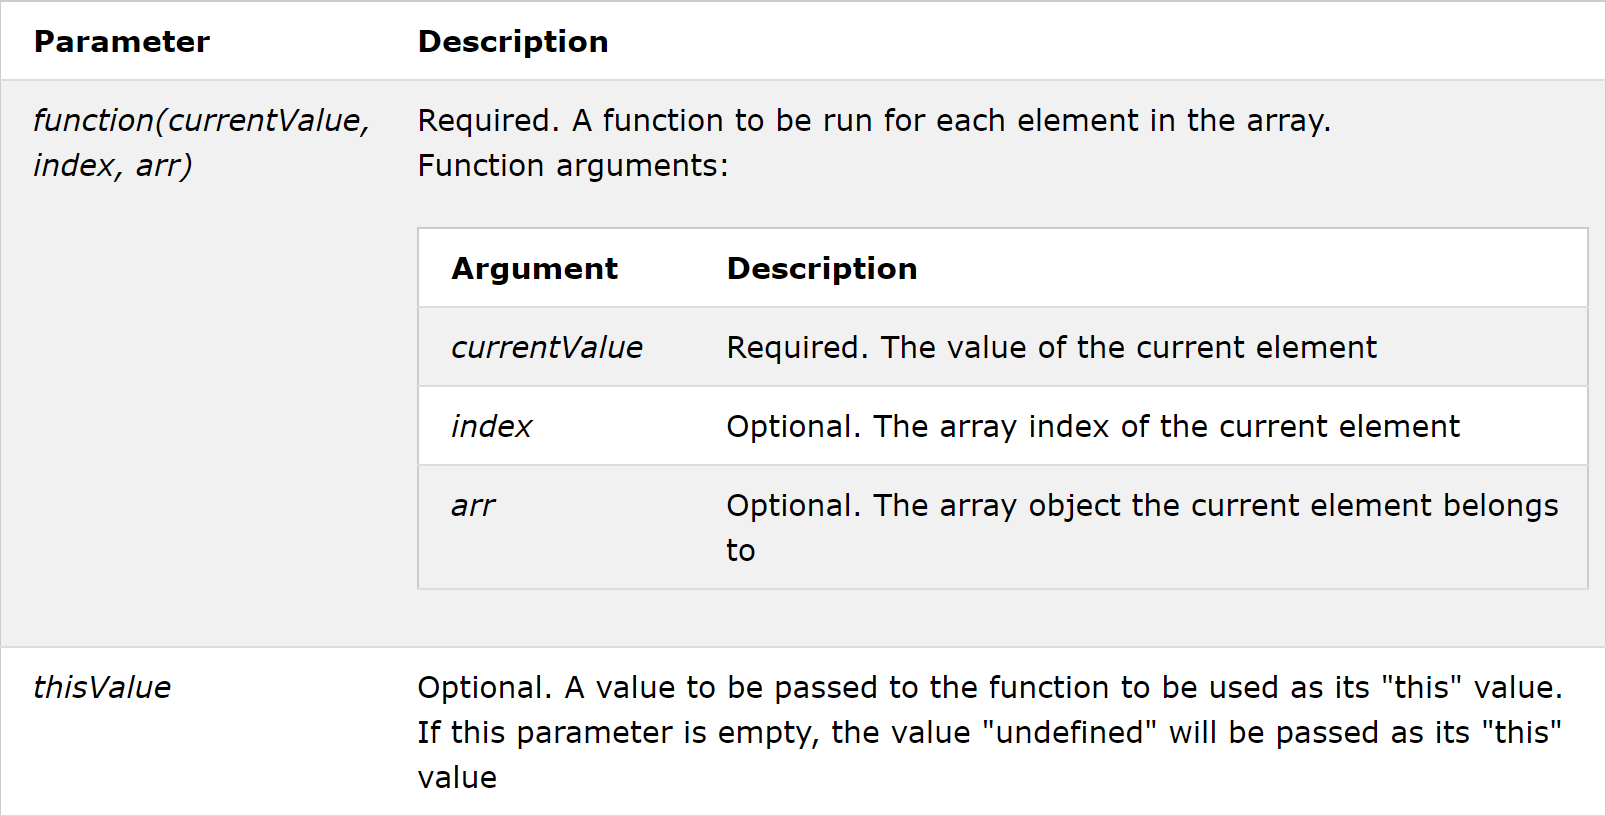 Parameter Description
function(currentValue, Required. A function to be run for each element in the array.
index, arr) Function arguments:
Argument Description
currentValue Required. The value of the current element
index Optional. The array index of the current element
arr Optional. The array object the current element belongs
to
thisValue Optional. A value to be passed to the function to be used as its "this" value.
If this parameter is empty, the value "undefined" will be passed as its "this"
value